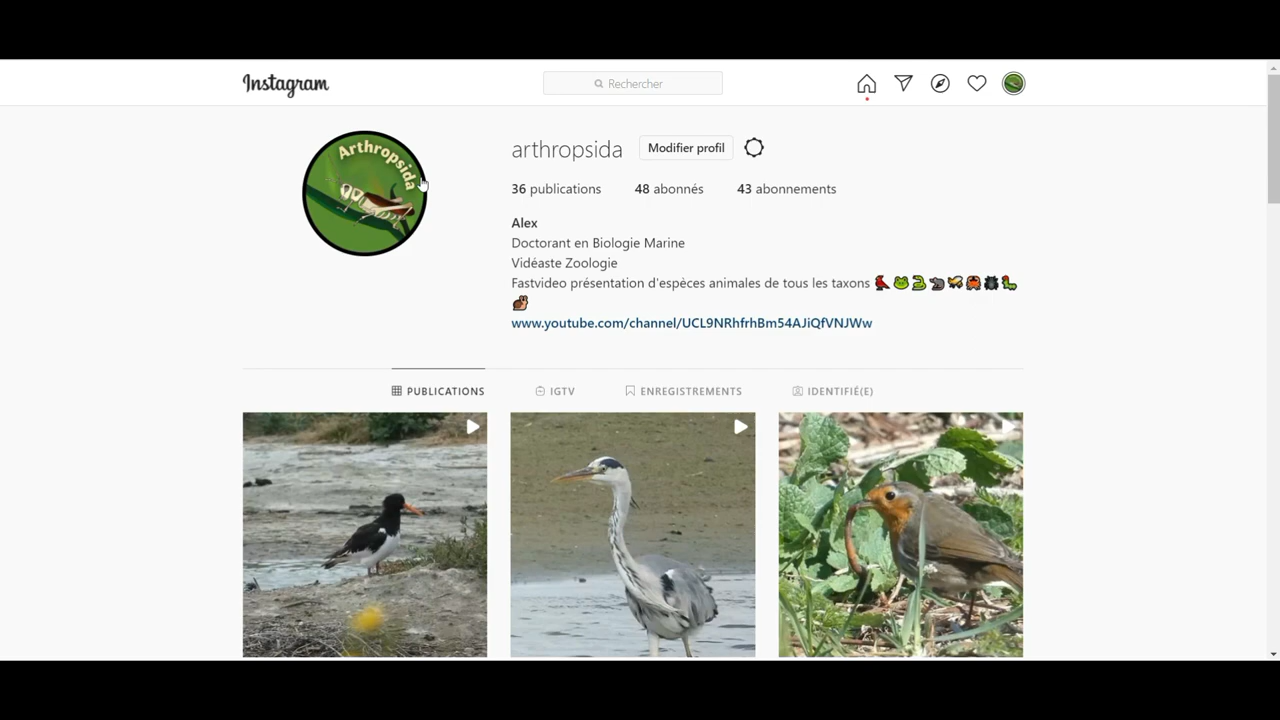 Instagram
Rechercher
Arthropsida
arthropsida
Modifier profil
36 publications
48 abonnés
43 abonnements
Alex
Doctorant en Biologie Marine
Vidéaste Zoologie
Fastvideo présentation d'espèces animales de tous les taxons
www.youtube.com/channel/UCL9NRhfrhBm54AJiQfVNJWw
PUBLICATIONS
IGTV
ENREGISTREMENTS
IDENTIFIÉ(E)